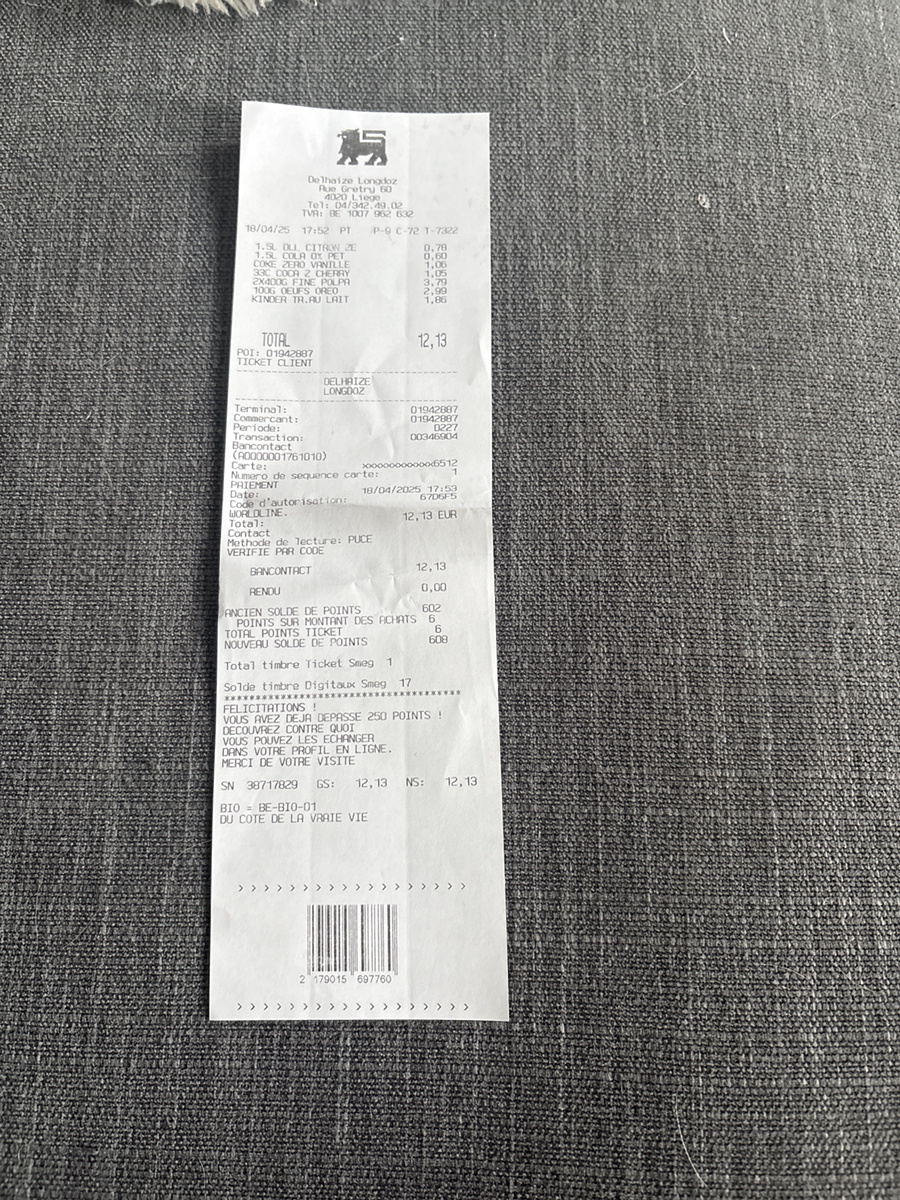 Delhaize Longdoz
Rue Gretry 60
4020 Liege
Tel: 04/342.49.02
TVA: BE 1007 962 632
18/04/25 17:52 PT P-9 C-72 T-7322
1.5L DLL CITRON ZE 0,78
1.5L COLA 0% PET 0,60
COKE ZERO VANILLE 1,06
33C COCA Z CHERRY 1,05
2X400G FINE POLPA 3,79
100G OEUFS OREO 2,99
KINDER TR.AU LAIT 1,86
TOTAL 12,13
POI: 01942887
TICKET CLIENT
DELHAIZE
LONGDOZ
Terminal: 01942887
Commercant: 01942887
Periode: 0227
Transaction: 00346904
Bancontact
(A0000001761010)
Carte: xxxxxxxxxxxx6512
Numero de sequence carte: 1
PAIEMENT
Date: 18/04/2025 17:53
Code d'autorisation: 67D6F5
WORLDLINE.
Total: 12,13 EUR
Contact
Methode de lecture: PUCE
VERIFIE PAR CODE
BANCONTACT 12,13
RENDU 0,00
ANCIEN SOLDE DE POINTS 602
POINTS SUR MONTANT DES ACHATS 6
TOTAL POINTS TICKET 6
NOUVEAU SOLDE DE POINTS 608
Total timbre Ticket Smeg 1
Solde timbre Digitaux Smeg 17
****************************************
FELICITATIONS !
VOUS AVEZ DEJA DEPASSE 250 POINTS !
DECOUVREZ CONTRE QUOI
VOUS POUVEZ LES ECHANGER
DANS VOTRE PROFIL EN LIGNE.
MERCI DE VOTRE VISITE
SN 38717829 GS: 12,13 NS: 12,13
BIO = BE-BIO-01
DU COTE DE LA VRAIE VIE
> > > > > > > > > > > > > > > > > >
2 179015 697760
> > > > > > > > > > > > > > > > > >